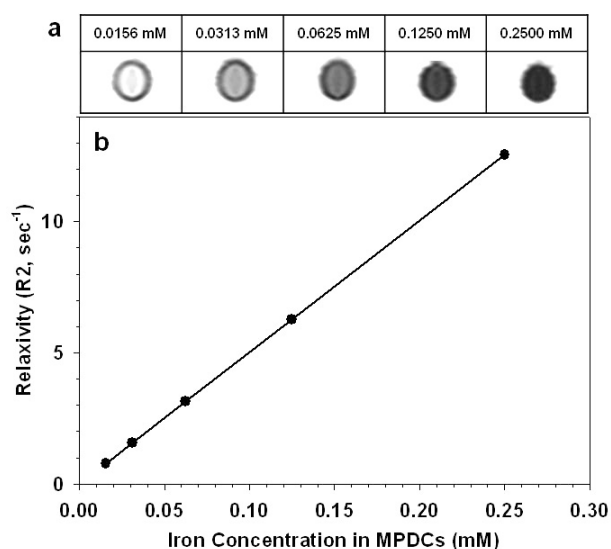 a
0.0156 mM 0.0313 mM 0.0625 mM 0.1250 mM 0.2500 mM
b
Relaxivity (R2, sec⁻¹)
10
5
0
0.00 0.05 0.10 0.15 0.20 0.25 0.30
Iron Concentration in MPDCs (mM)